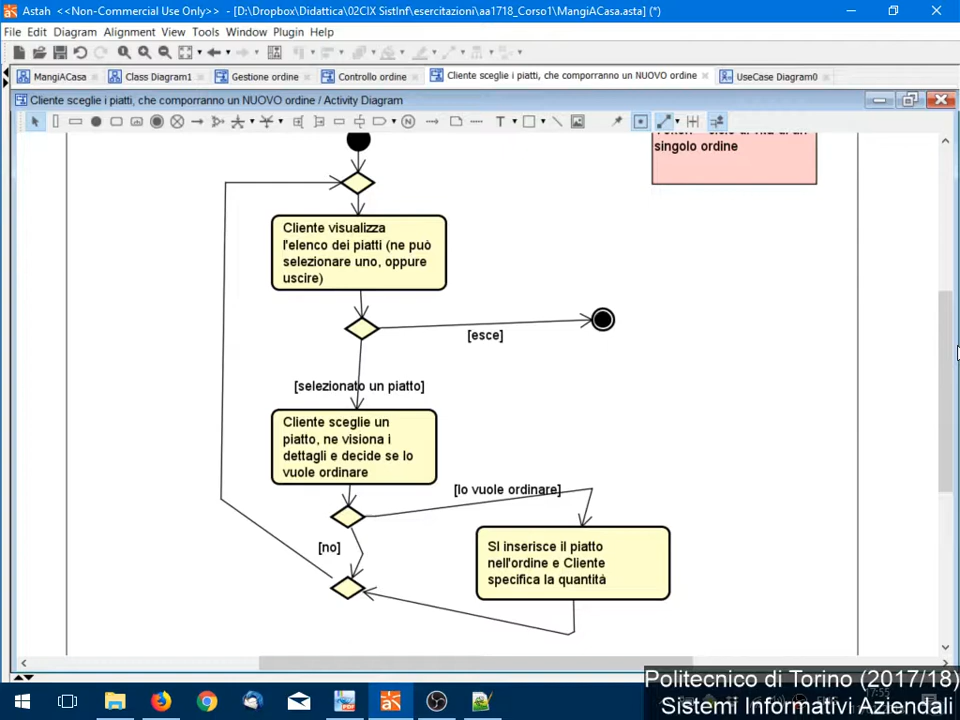 Astah <<Non-Commercial Use Only>> - [D:\Dropbox\Didattica\02CIX SistInf\esercitazioni\aa1718_Corso1\MangiACasa.asta] (*)
File Edit Diagram Alignment View Tools Window Plugin Help
MangiACasa Class Diagram1 Gestione ordine Controllo ordine Cliente sceglie i piatti, che comporranno un NUOVO ordine UseCase Diagram0
Cliente sceglie i piatti, che comporranno un NUOVO ordine / Activity Diagram
singolo ordine
Cliente visualizza
l'elenco dei piatti (ne può
selezionare uno, oppure
uscire)
[esce]
[selezionato un piatto]
Cliente sceglie un
piatto, ne visiona i
dettagli e decide se lo
vuole ordinare
[lo vuole ordinare]
[no]
SI inserisce il piatto
nell'ordine e Cliente
specifica la quantità
Politecnico di Torino (2017/18)
Sistemi Informativi Aziendali